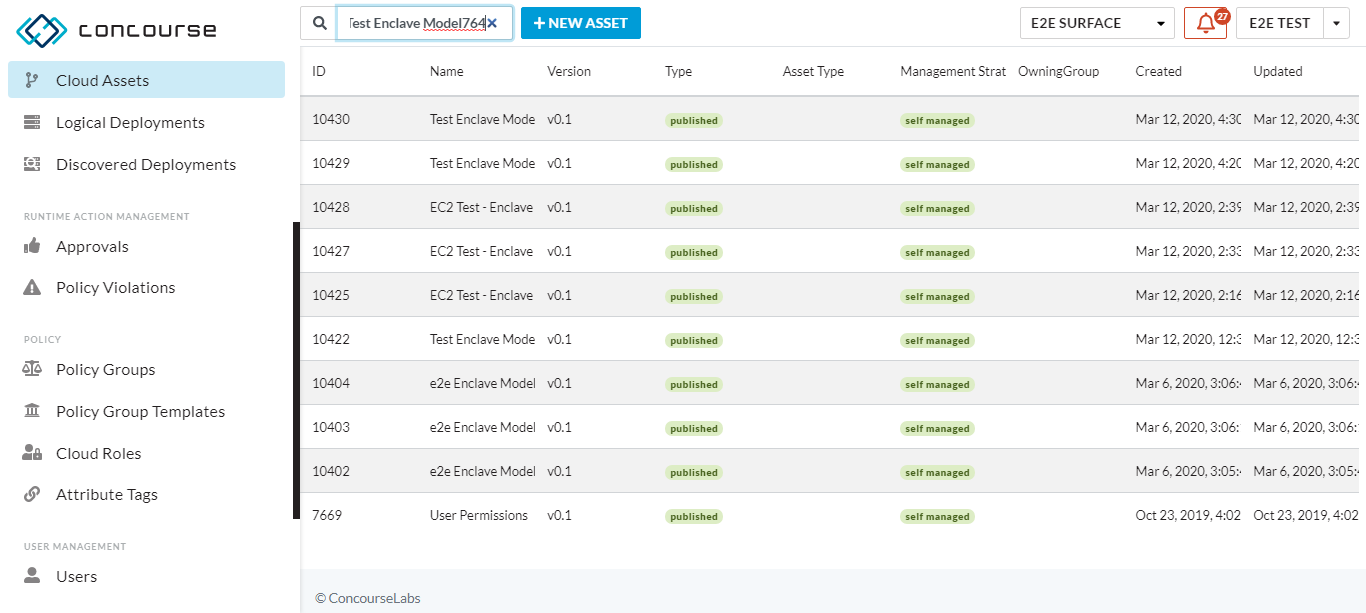 concourse
Test Enclave Model764
NEW ASSET
E2E SURFACE
27
E2E TEST
Cloud Assets
Logical Deployments
Discovered Deployments
RUNTIME ACTION MANAGEMENT
Approvals
Policy Violations
POLICY
Policy Groups
Policy Group Templates
Cloud Roles
Attribute Tags
USER MANAGEMENT
Users
ID Name Version Type Asset Type Management Strat OwningGroup Created Updated
10430 Test Enclave Mode v0.1 published self managed Mar 12, 2020, 4:30 Mar 12, 2020, 4:30
10429 Test Enclave Mode v0.1 published self managed Mar 12, 2020, 4:20 Mar 12, 2020, 4:20
10428 EC2 Test - Enclave v0.1 published self managed Mar 12, 2020, 2:39 Mar 12, 2020, 2:39
10427 EC2 Test - Enclave v0.1 published self managed Mar 12, 2020, 2:33 Mar 12, 2020, 2:33
10425 EC2 Test - Enclave v0.1 published self managed Mar 12, 2020, 2:16 Mar 12, 2020, 2:16
10422 Test Enclave Mode v0.1 published self managed Mar 12, 2020, 12:3 Mar 12, 2020, 12:3
10404 e2e Enclave Model v0.1 published self managed Mar 6, 2020, 3:06: Mar 6, 2020, 3:06:
10403 e2e Enclave Model v0.1 published self managed Mar 6, 2020, 3:06: Mar 6, 2020, 3:06:
10402 e2e Enclave Model v0.1 published self managed Mar 6, 2020, 3:05: Mar 6, 2020, 3:05:
7669 User Permissions v0.1 published self managed Oct 23, 2019, 4:02 Oct 23, 2019, 4:02
© ConcourseLabs